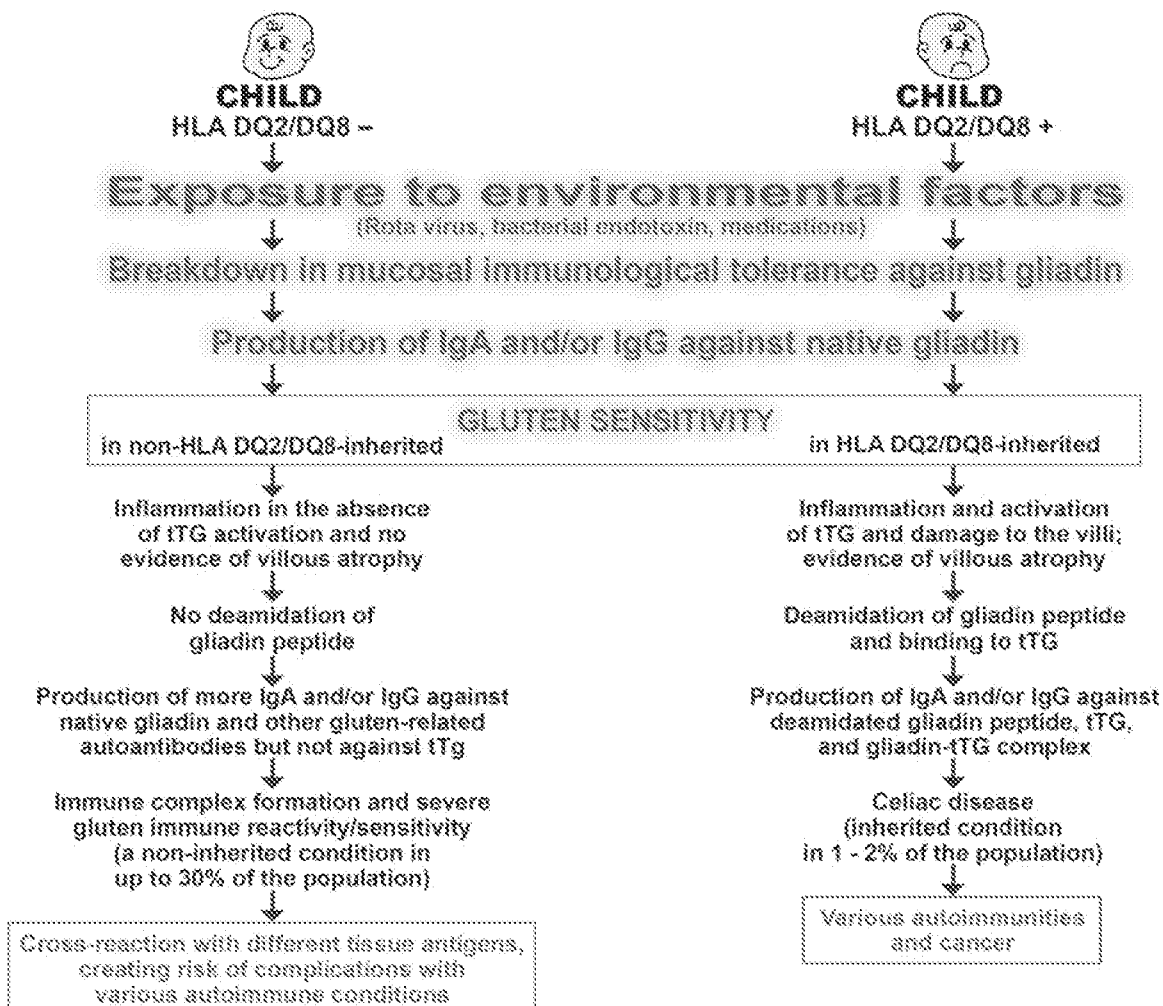 CHILD
HLA DQ2/DQ8 –
CHILD
HLA DQ2/DQ8 +
Exposure to environmental factors
(Rota virus, bacterial endotoxin, medications)
Breakdown in mucosal immunological tolerance against gliadin
Production of IgA and/or IgG against native gliadin
GLUTEN SENSITIVITY
in non-HLA DQ2/DQ8-inherited
in HLA DQ2/DQ8-inherited
Inflammation in the absence
of tTG activation and no
evidence of villous atrophy
No deamidation of
gliadin peptide
Production of more IgA and/or IgG against
native gliadin and other gluten-related
autoantibodies but not against tTg
Immune complex formation and severe
gluten immune reactivity/sensitivity
(a non-inherited condition in
up to 30% of the population)
Cross-reaction with different tissue antigens,
creating risk of complications with
various autoimmune conditions
Inflammation and activation
of tTG and damage to the villi;
evidence of villous atrophy
Deamidation of gliadin peptide
and binding to tTG
Production of IgA and/or IgG against
deamidated gliadin peptide, tTG,
and gliadin-tTG complex
Celiac disease
(inherited condition
in 1 - 2% of the population)
Various autoimmunities
and cancer